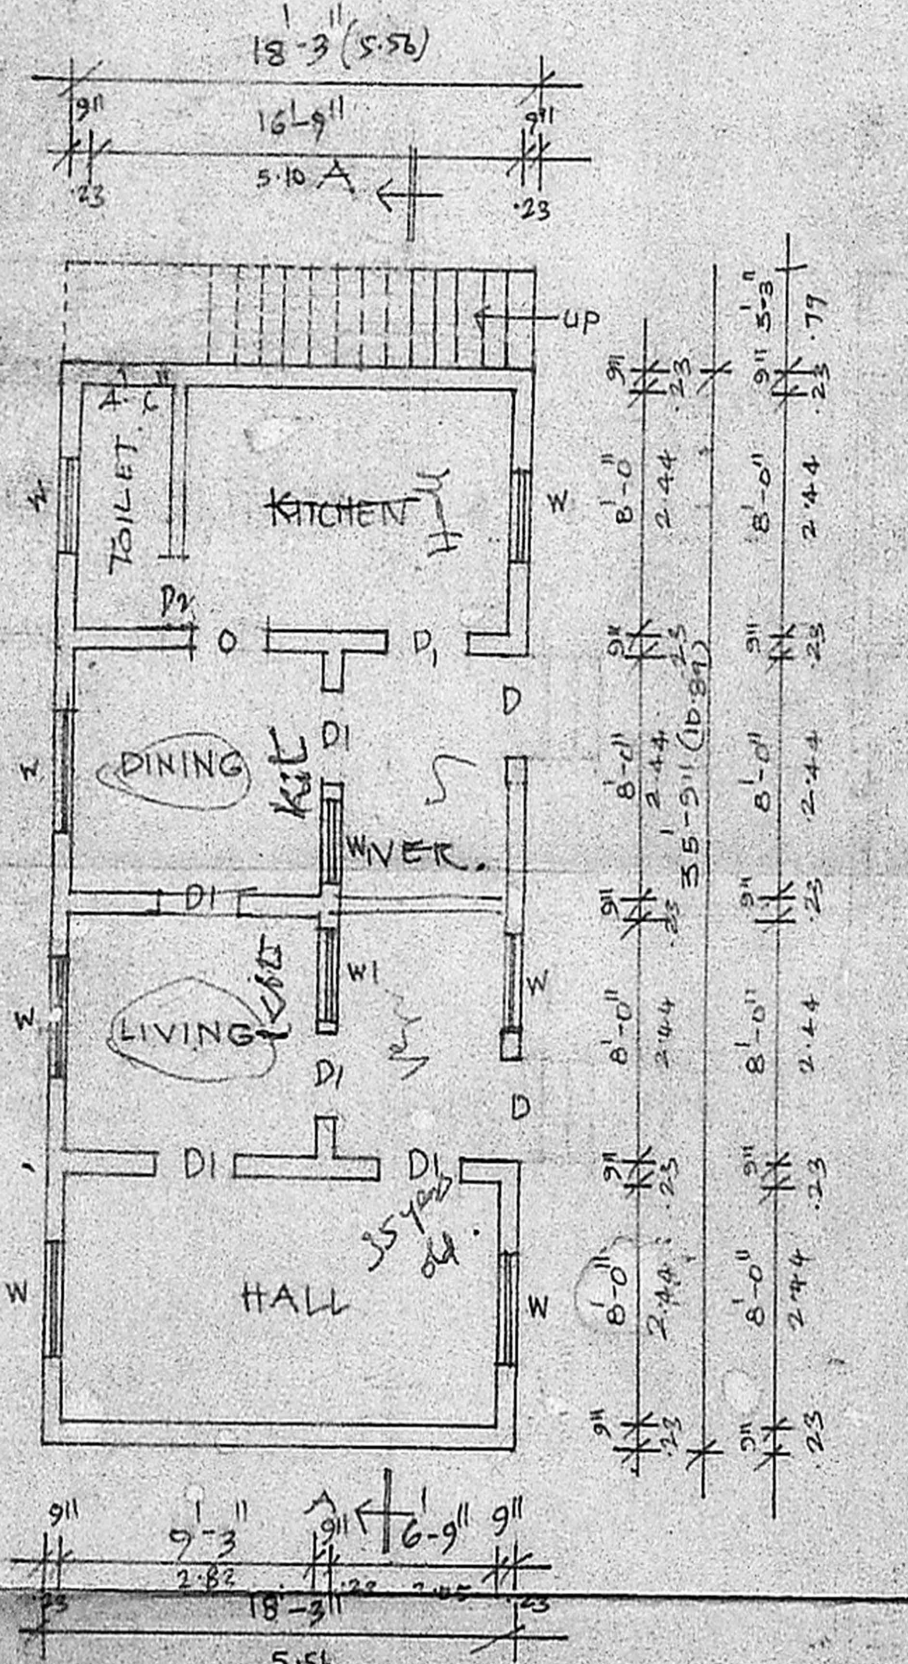 18'-3" (5.56)
9" 16'-9" 9"
.23 5.10 A .23
UP
3'-3" .79
9" .23 9" .23
TOILET
KITCHEN
W W
8'-0" 2.44 8'-0" 2.44
D2
O D1
9" .23 9" .23
D
DINING
D1
Kit
8'-0" 2.44 8'-0" 2.44
35'-9" (10.89)
W VER.
D1
9" .23 9" .23
LIVING
W W1 W
8'-0" 2.44 8'-0" 2.44
D1
D
D1 D1
9" .23 9" .23
35 years
old.
HALL
W W
8'-0" 2.44 8'-0" 2.44
9" .23 9" .23
A
9" 9'-3" 9" 6'-9" 9"
.23 2.82 .23
18'-3"
5.56